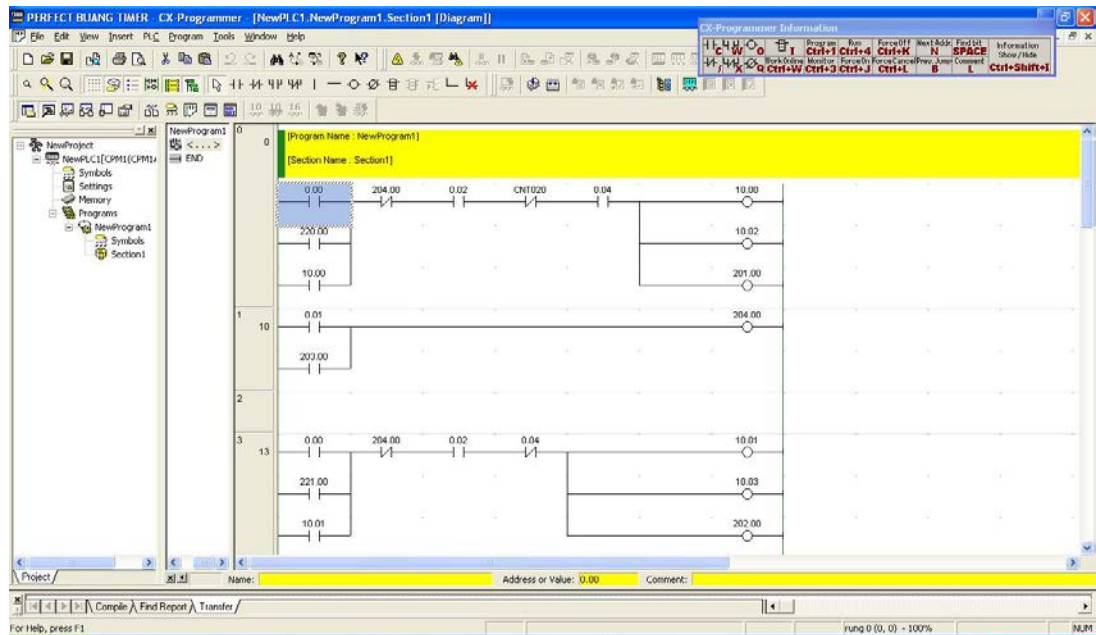 PERFECT BUANG TIMER - CX-Programmer - [NewPLC1.NewProgram1.Section1 [Diagram]]
CX-Programmer Information
File Edit View Insert PLC Program Tools Window Help
Program Run ForceOff Next Addr. Find bit Information
C W O I Ctrl+1 Ctrl+4 Ctrl+K N SPACE Show/Hide
Work Online Monitor ForceOn ForceCancel Prev. Jump Comment
/ X Q Ctrl+W Ctrl+3 Ctrl+J Ctrl+L B L Ctrl+Shift+I
NewProject
NewPLC1[CPM1(CPM1A
Symbols
Settings
Memory
Programs
NewProgram1
Symbols
Section1
NewProgram1
<...>
END
0
0
[Program Name : NewProgram1]
[Section Name : Section1]
0.00 204.00 0.02 CNT020 0.04 10.00
220.00 10.02
10.00 201.00
1
10
0.01 204.00
203.00
2
3
13
0.00 204.00 0.02 0.04 10.01
221.00 10.03
10.01 202.00
Project
Name: Address or Value: 0.00 Comment:
Compile Find Report Transfer
For Help, press F1 rung 0 (0, 0) - 100% NUM